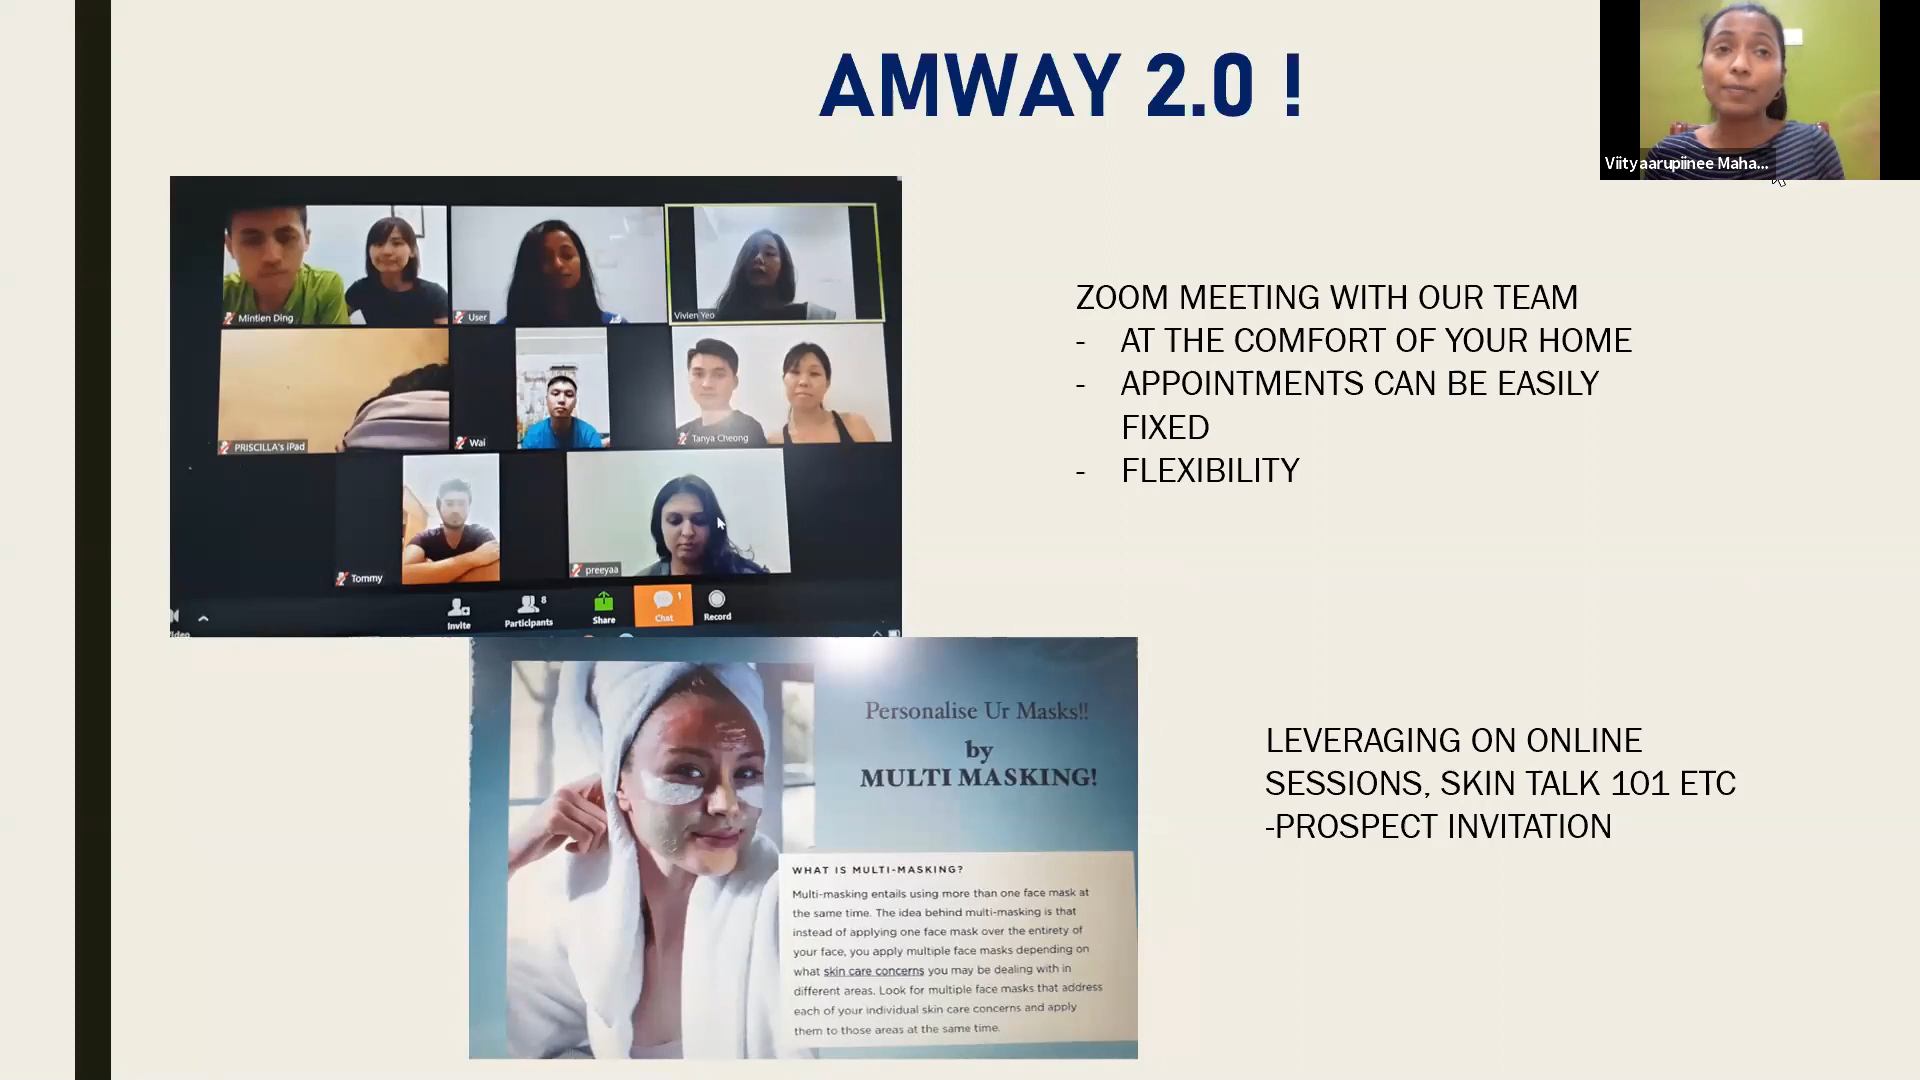 AMWAY 2.0 !
Viityaarupiinee Maha...
Mintien Ding
User
Vivien Yeo
PRISCILLA's iPad
Wai
Tanya Cheong
Tommy
preeyaa
Invite
Participants
8
Share
Chat
1
Record
ZOOM MEETING WITH OUR TEAM
- AT THE COMFORT OF YOUR HOME
- APPOINTMENTS CAN BE EASILY
FIXED
- FLEXIBILITY
Personalise Ur Masks!!
by
MULTI MASKING!
WHAT IS MULTI-MASKING?
Multi-masking entails using more than one face mask at
the same time. The idea behind multi-masking is that
instead of applying one face mask over the entirety of
your face, you apply multiple face masks depending on
what skin care concerns you may be dealing with in
different areas. Look for multiple face masks that address
each of your individual skin care concerns and apply
them to those areas at the same time.
LEVERAGING ON ONLINE
SESSIONS, SKIN TALK 101 ETC
-PROSPECT INVITATION